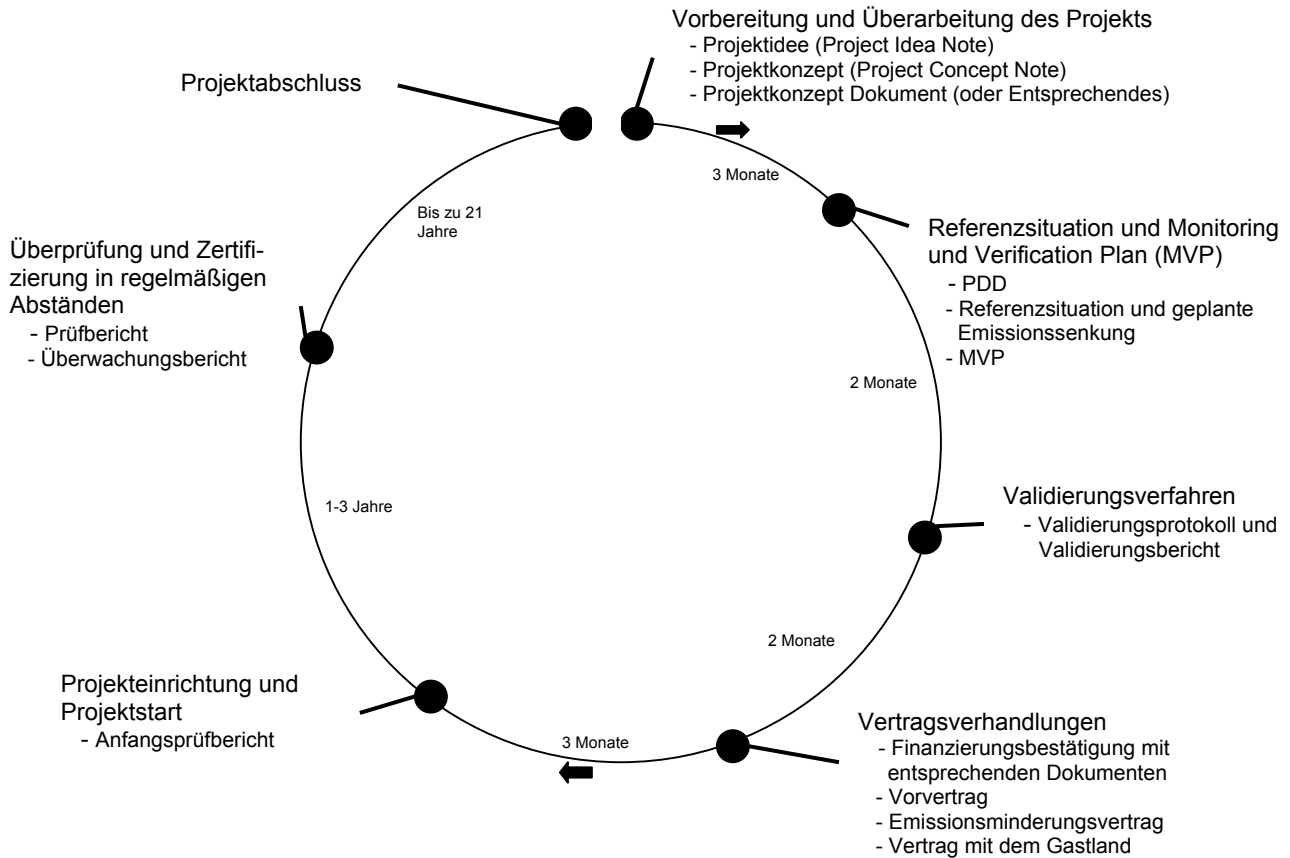 Vorbereitung und Überarbeitung des Projekts
- Projektidee (Project Idea Note)
- Projektkonzept (Project Concept Note)
- Projektkonzept Dokument (oder Entsprechendes)
3 Monate
Referenzsituation und Monitoring
und Verification Plan (MVP)
- PDD
- Referenzsituation und geplante
Emissionssenkung
- MVP
2 Monate
Validierungsverfahren
- Validierungsprotokoll und
Validierungsbericht
2 Monate
Vertragsverhandlungen
- Finanzierungsbestätigung mit
entsprechenden Dokumenten
- Vorvertrag
- Emissionsminderungsvertrag
- Vertrag mit dem Gastland
3 Monate
Projekteinrichtung und
Projektstart
- Anfangsprüfbericht
1-3 Jahre
Überprüfung und Zertifi-
zierung in regelmäßigen
Abständen
- Prüfbericht
- Überwachungsbericht
Bis zu 21
Jahre
Projektabschluss